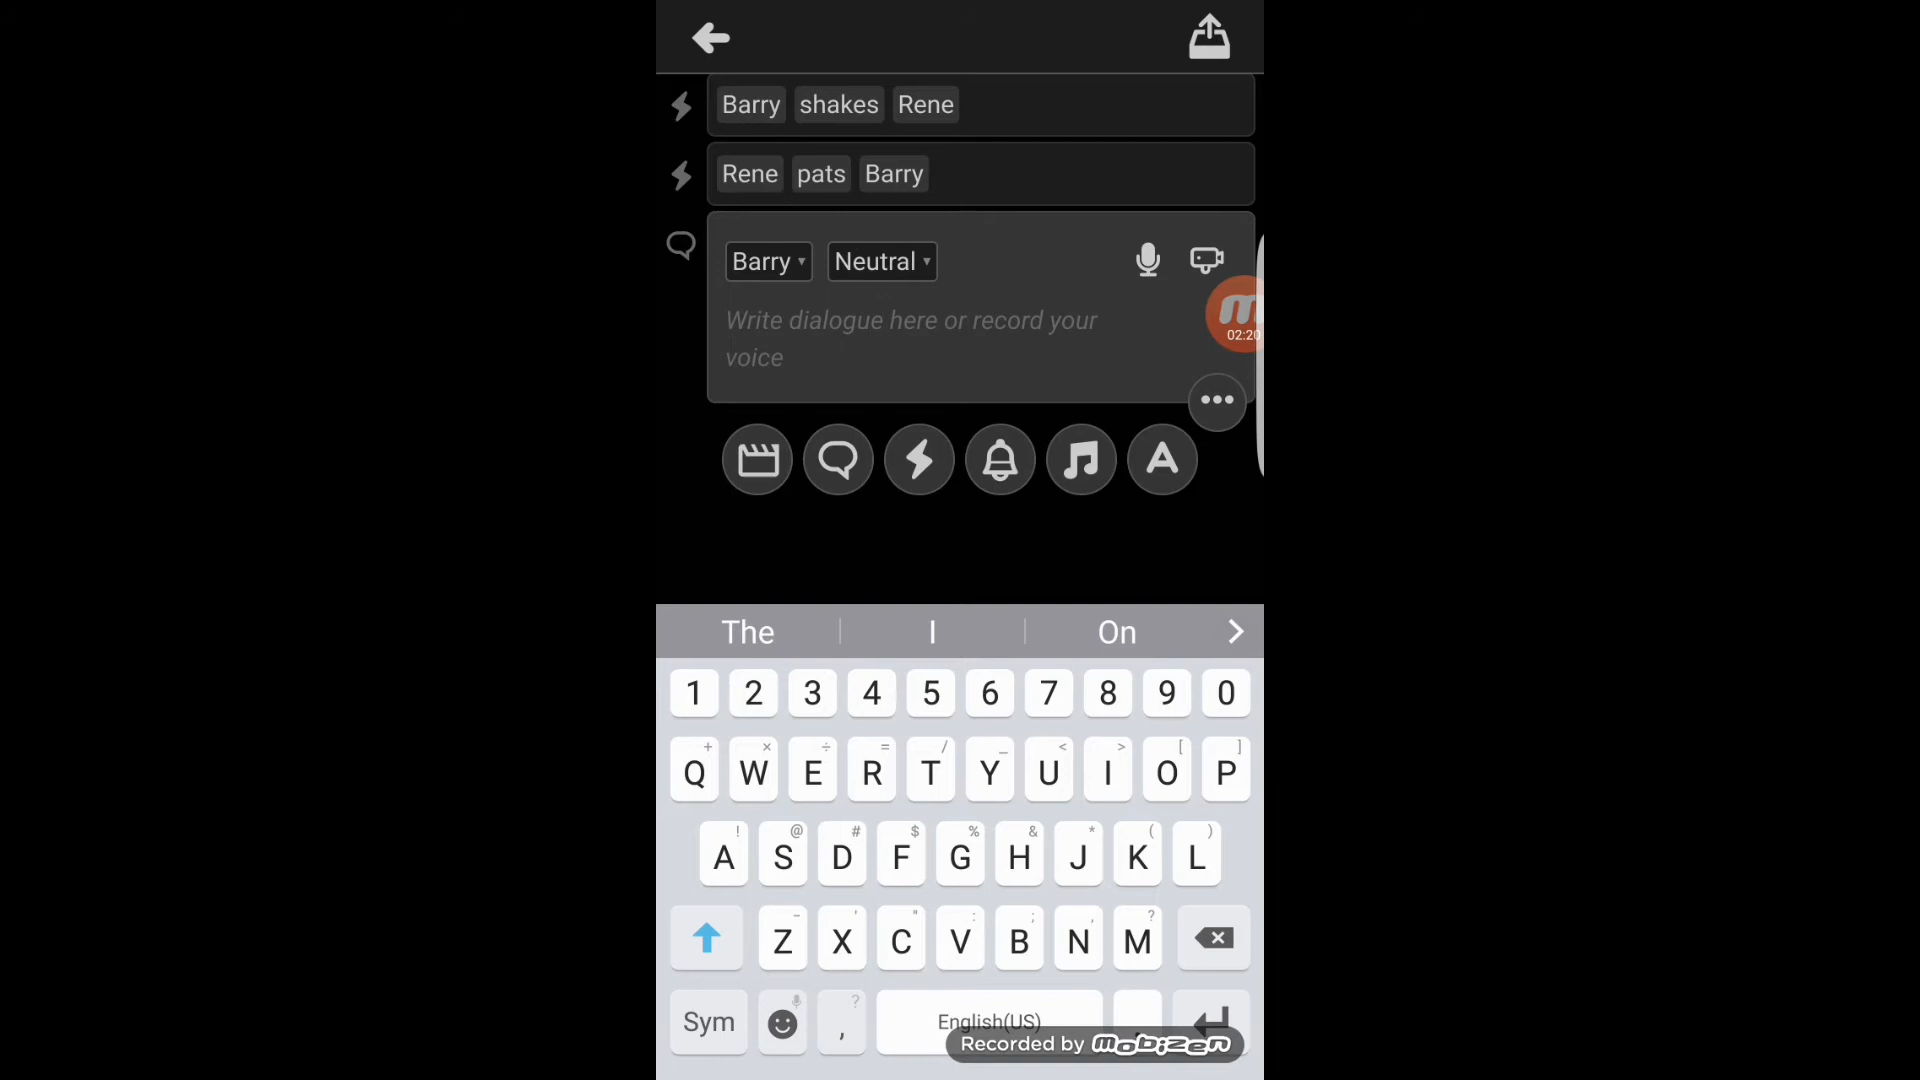 Barry shakes Rene
Rene pats Barry
Barry Neutral
Write dialogue here or record your
voice
02:20
The I On
1 2 3 4 5 6 7 8 9 0
+ × ÷ = / _ < > [ ]
Q W E R T Y U I O P
! @ # $ % & * ( )
A S D F G H J K L
- ' " : ; , ?
Z X C V B N M
Sym , ? English(US)
Recorded by mobizen